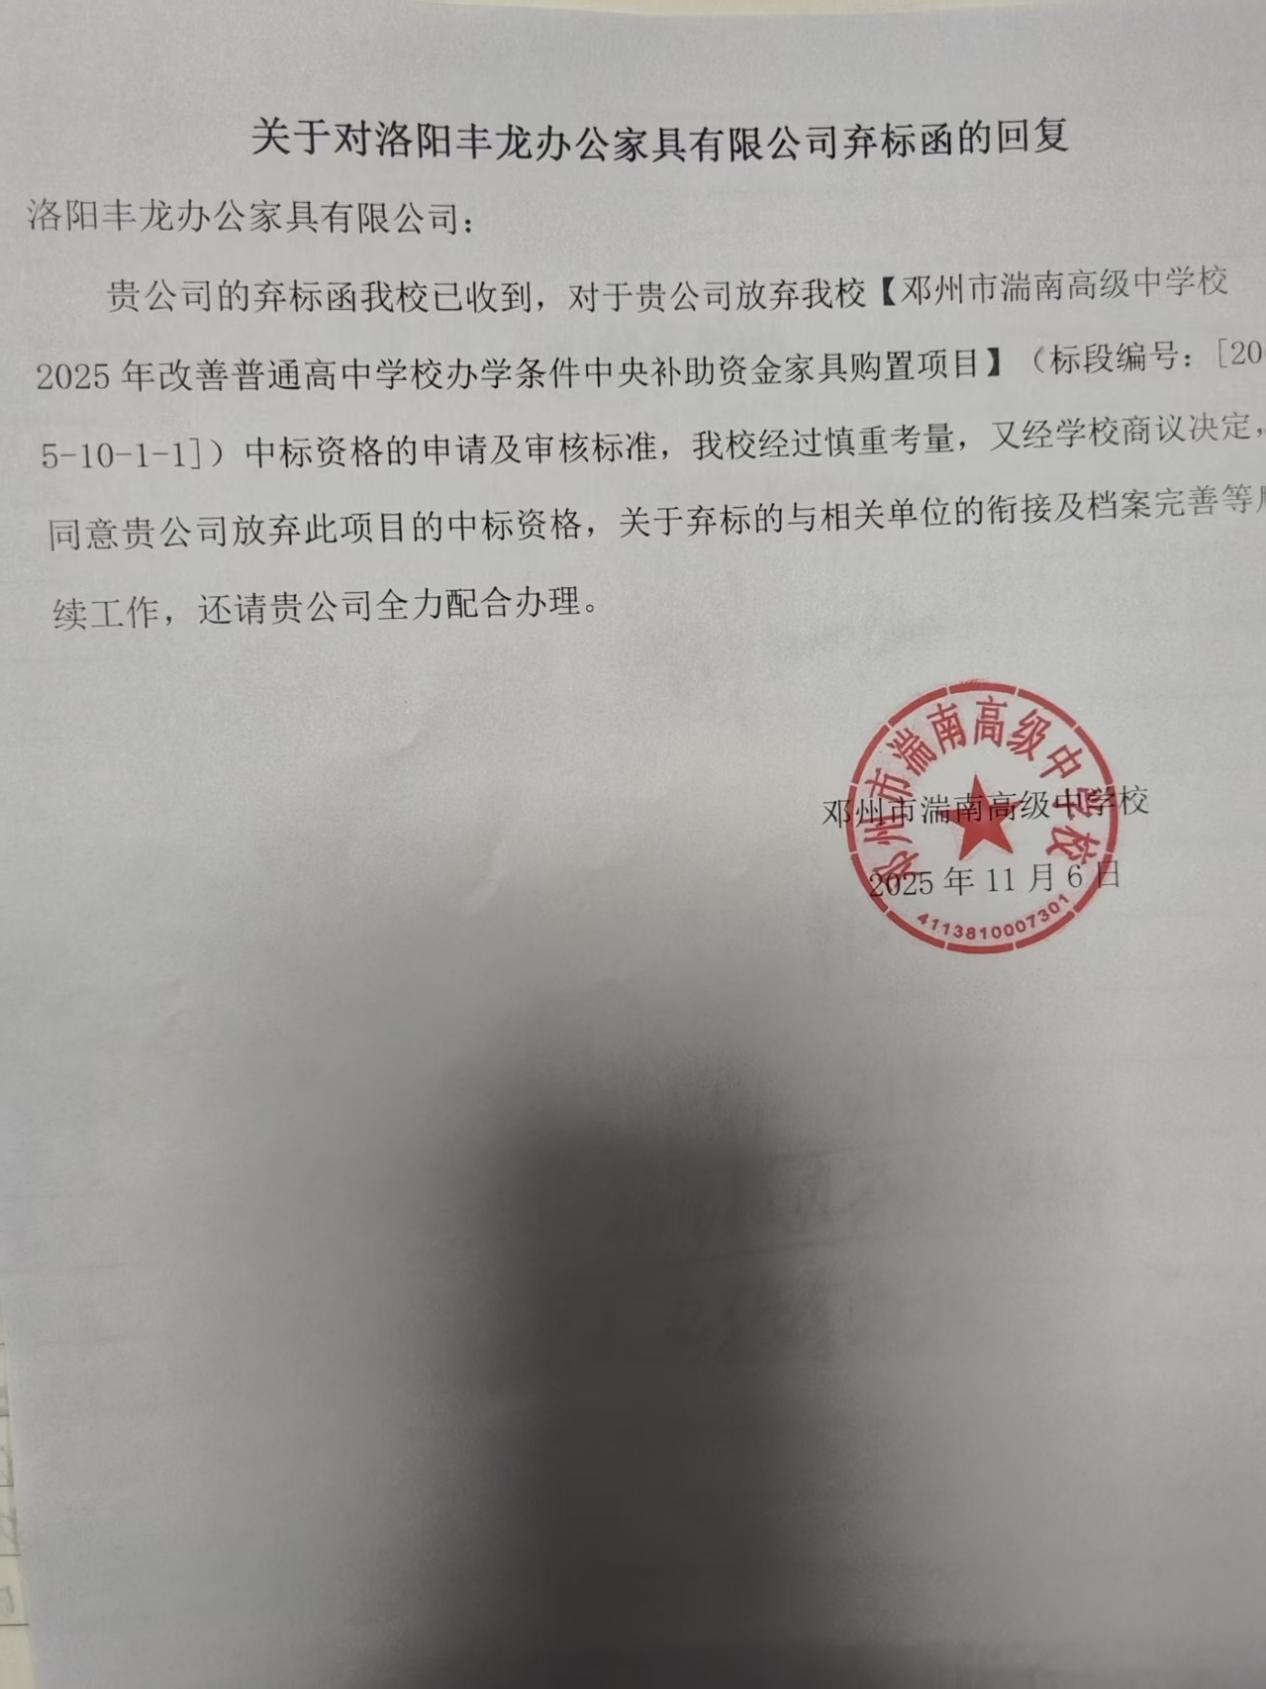 关于对洛阳丰龙办公家具有限公司弃标函的回复
洛阳丰龙办公家具有限公司：
贵公司的弃标函我校已收到，对于贵公司放弃我校【邓州市湍南高级中学校
2025年改善普通高中学校办学条件中央补助资金家具购置项目】（标段编号：[20
5-10-1-1]）中标资格的申请及审核标准，我校经过慎重考量，又经学校商议决定，
同意贵公司放弃此项目的中标资格，关于弃标的与相关单位的衔接及档案完善等
续工作，还请贵公司全力配合办理。
邓州市湍南高级中学校
邓州市湍南高级中学校
2025年11月6日
4113810007301